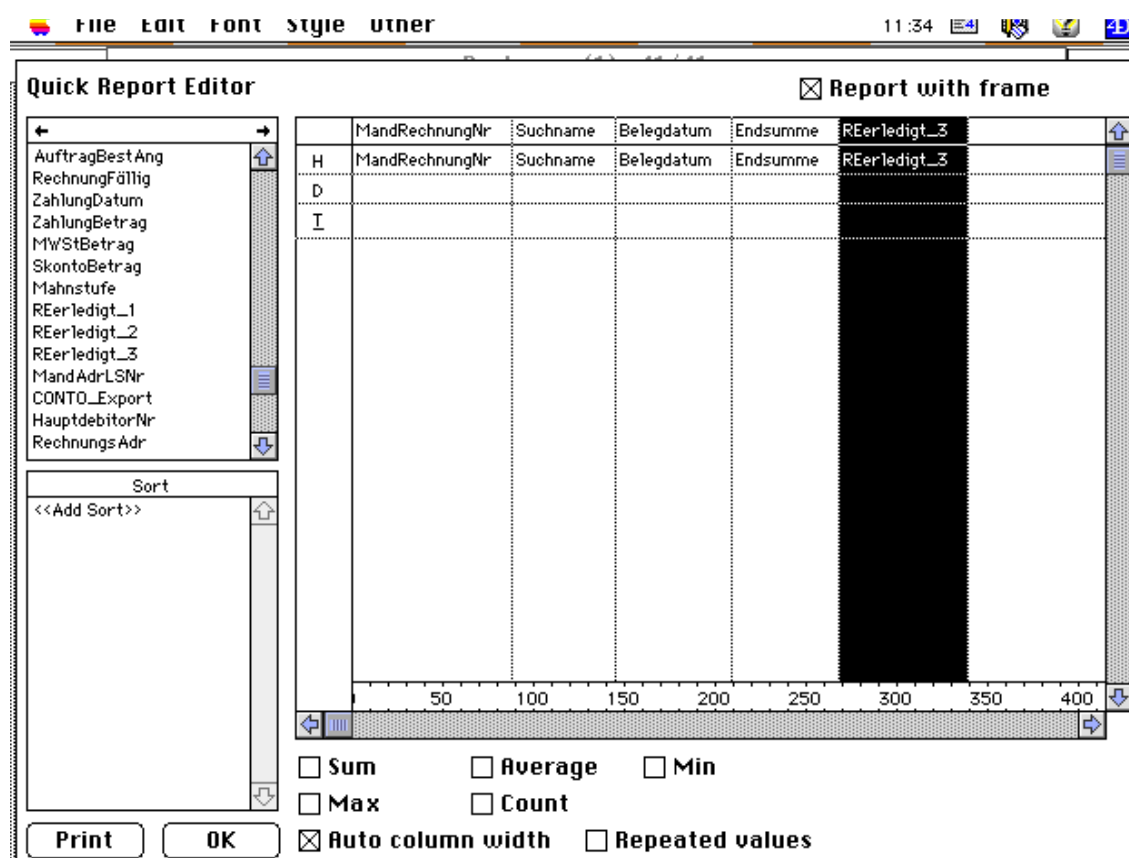 File Edit Font Style Other 11:34
Quick Report Editor
Report with frame
AuftragBestAng
RechnungFällig
ZahlungDatum
ZahlungBetrag
MWStBetrag
SkontoBetrag
Mahnstufe
REerledigt_1
REerledigt_2
REerledigt_3
MandAdrLSNr
CONTO_Export
HauptdebitorNr
RechnungsAdr
Sort
<<Add Sort>>
MandRechnungNr Suchname Belegdatum Endsumme REerledigt_3
H MandRechnungNr Suchname Belegdatum Endsumme REerledigt_3
D
T
50 100 150 200 250 300 350 400
Sum Average Min
Max Count
Auto column width Repeated values
Print OK